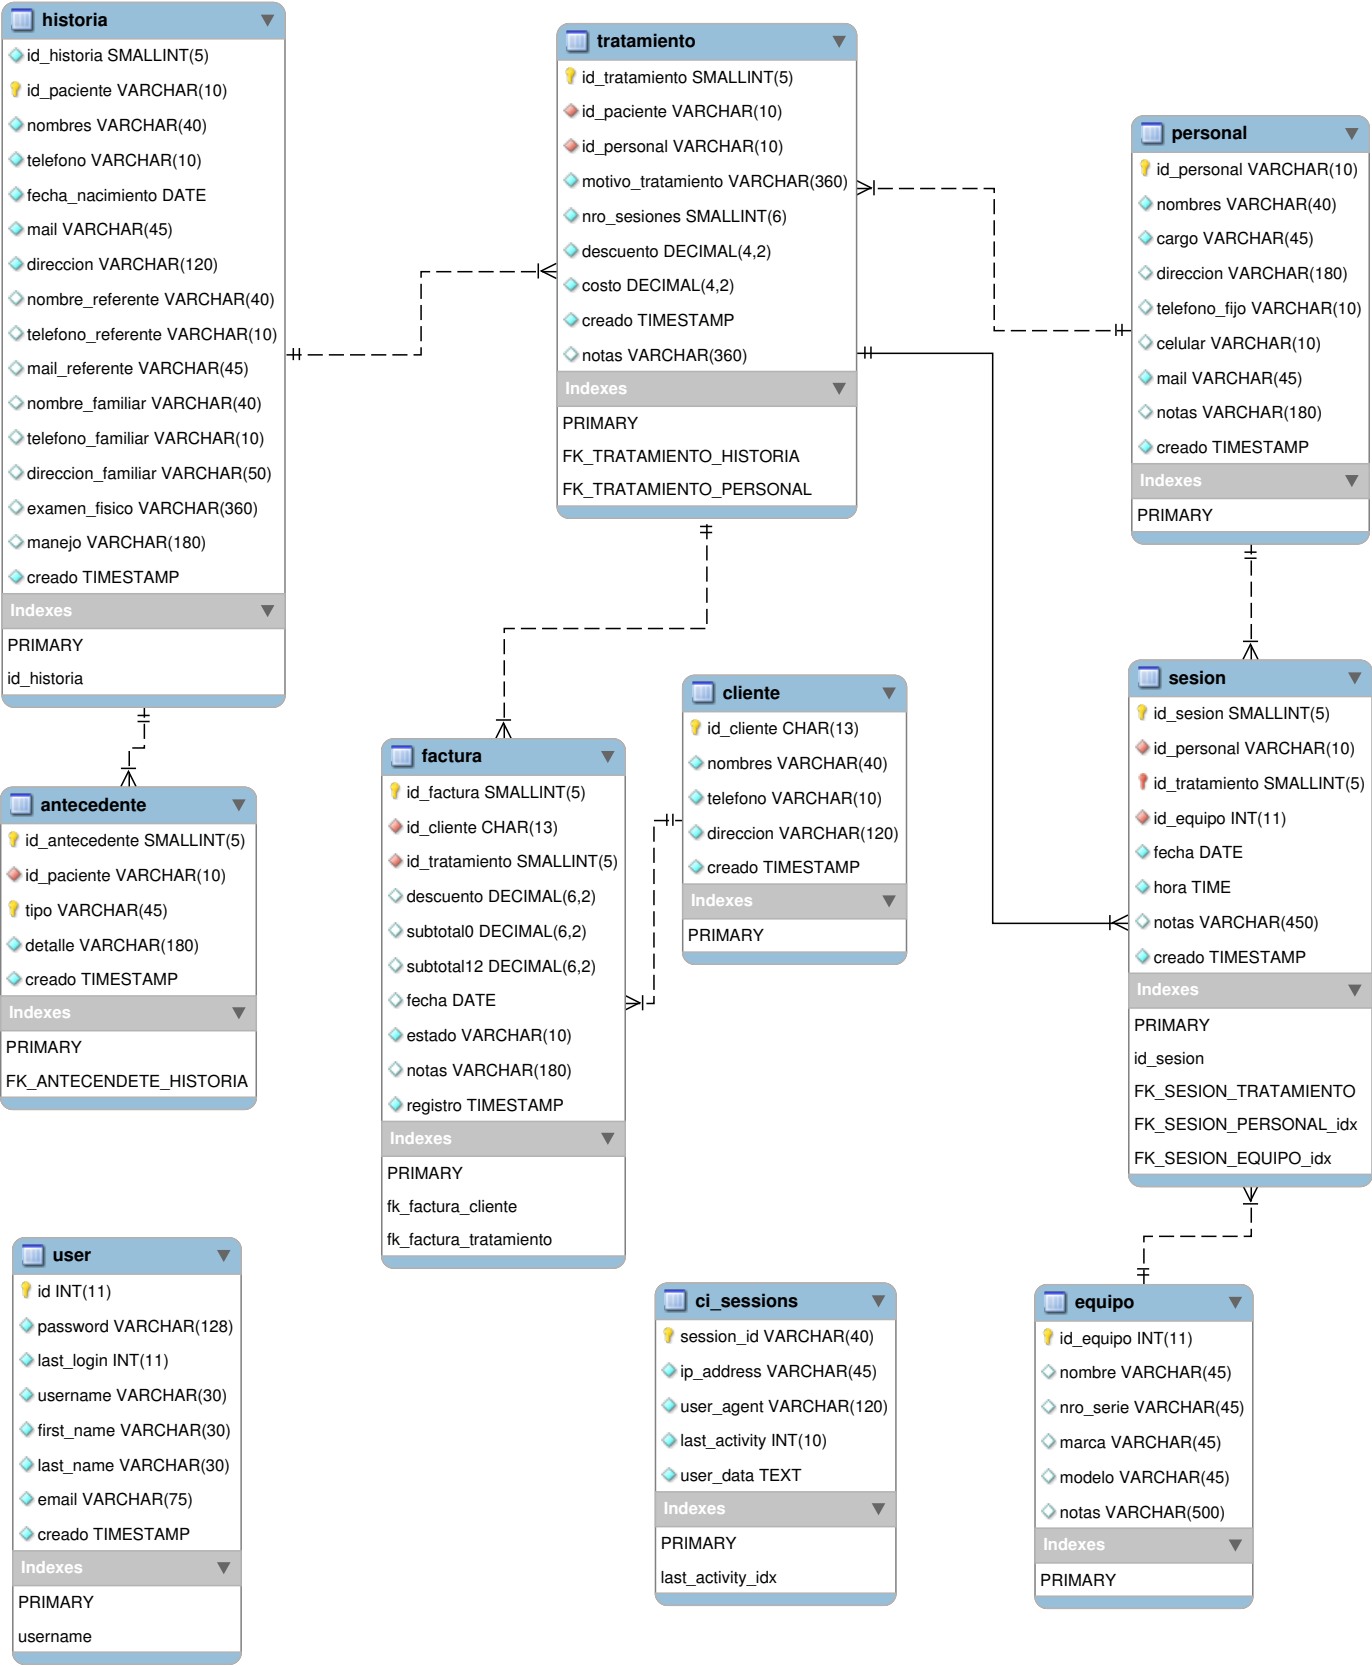 historia
id_historia SMALLINT(5)
id_paciente VARCHAR(10)
nombres VARCHAR(40)
telefono VARCHAR(10)
fecha_nacimiento DATE
mail VARCHAR(45)
direccion VARCHAR(120)
nombre_referente VARCHAR(40)
telefono_referente VARCHAR(10)
mail_referente VARCHAR(45)
nombre_familiar VARCHAR(40)
telefono_familiar VARCHAR(10)
direccion_familiar VARCHAR(50)
examen_fisico VARCHAR(360)
manejo VARCHAR(180)
creado TIMESTAMP
Indexes
PRIMARY
id_historia
tratamiento
id_tratamiento SMALLINT(5)
id_paciente VARCHAR(10)
id_personal VARCHAR(10)
motivo_tratamiento VARCHAR(360)
nro_sesiones SMALLINT(6)
descuento DECIMAL(4,2)
costo DECIMAL(4,2)
creado TIMESTAMP
notas VARCHAR(360)
Indexes
PRIMARY
FK_TRATAMIENTO_HISTORIA
FK_TRATAMIENTO_PERSONAL
personal
id_personal VARCHAR(10)
nombres VARCHAR(40)
cargo VARCHAR(45)
direccion VARCHAR(180)
telefono_fijo VARCHAR(10)
celular VARCHAR(10)
mail VARCHAR(45)
notas VARCHAR(180)
creado TIMESTAMP
Indexes
PRIMARY
antecedente
id_antecedente SMALLINT(5)
id_paciente VARCHAR(10)
tipo VARCHAR(45)
detalle VARCHAR(180)
creado TIMESTAMP
Indexes
PRIMARY
FK_ANTECENDETE_HISTORIA
factura
id_factura SMALLINT(5)
id_cliente CHAR(13)
id_tratamiento SMALLINT(5)
descuento DECIMAL(6,2)
subtotal0 DECIMAL(6,2)
subtotal12 DECIMAL(6,2)
fecha DATE
estado VARCHAR(10)
notas VARCHAR(180)
registro TIMESTAMP
Indexes
PRIMARY
fk_factura_cliente
fk_factura_tratamiento
cliente
id_cliente CHAR(13)
nombres VARCHAR(40)
telefono VARCHAR(10)
direccion VARCHAR(120)
creado TIMESTAMP
Indexes
PRIMARY
sesion
id_sesion SMALLINT(5)
id_personal VARCHAR(10)
id_tratamiento SMALLINT(5)
id_equipo INT(11)
fecha DATE
hora TIME
notas VARCHAR(450)
creado TIMESTAMP
Indexes
PRIMARY
id_sesion
FK_SESION_TRATAMIENTO
FK_SESION_PERSONAL_idx
FK_SESION_EQUIPO_idx
user
id INT(11)
password VARCHAR(128)
last_login INT(11)
username VARCHAR(30)
first_name VARCHAR(30)
last_name VARCHAR(30)
email VARCHAR(75)
creado TIMESTAMP
Indexes
PRIMARY
username
ci_sessions
session_id VARCHAR(40)
ip_address VARCHAR(45)
user_agent VARCHAR(120)
last_activity INT(10)
user_data TEXT
Indexes
PRIMARY
last_activity_idx
equipo
id_equipo INT(11)
nombre VARCHAR(45)
nro_serie VARCHAR(45)
marca VARCHAR(45)
modelo VARCHAR(45)
notas VARCHAR(500)
Indexes
PRIMARY